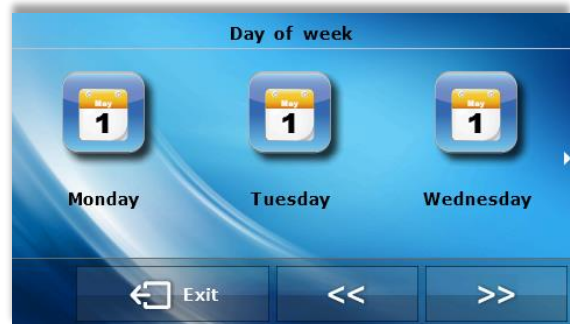 Day of week
May May May
1 1 1
Monday Tuesday Wednesday
Exit << >>